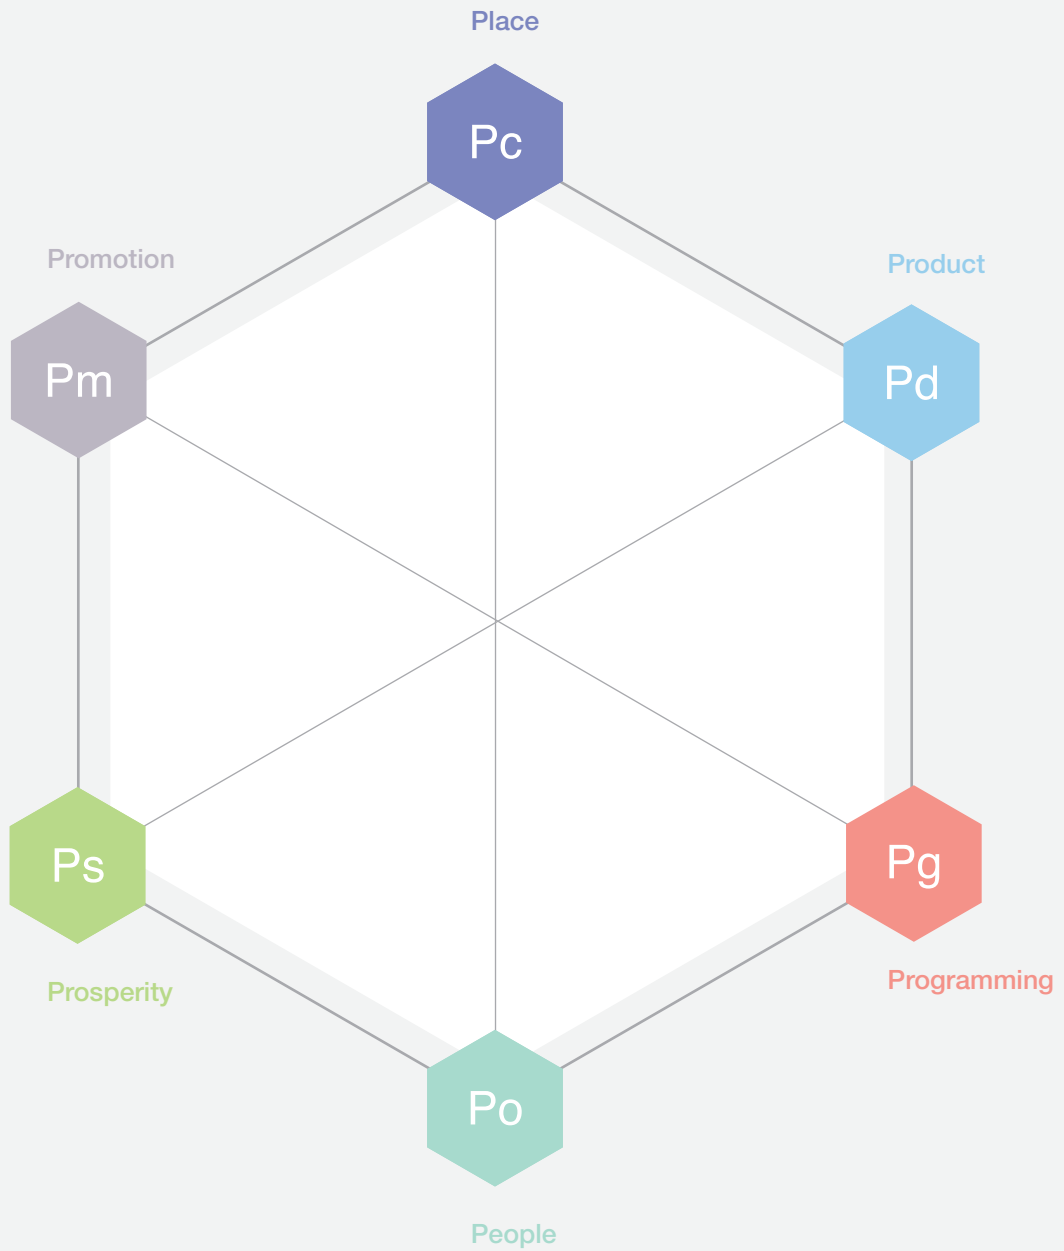 Place
Pc
Promotion
Pm
Product
Pd
Ps
Prosperity
Pg
Programming
Po
People